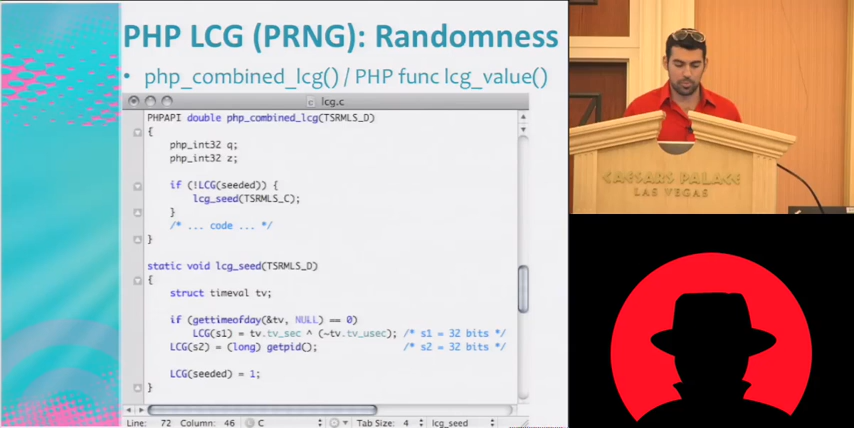 PHP LCG (PRNG): Randomness
• php_combined_lcg() / PHP func lcg_value()
lcg.c
PHPAPI double php_combined_lcg(TSRMLS_D)
{
php_int32 q;
php_int32 z;
if (!LCG(seeded)) {
lcg_seed(TSRMLS_C);
}
/* ... code ... */
}
static void lcg_seed(TSRMLS_D)
{
struct timeval tv;
if (gettimeofday(&tv, NULL) == 0)
LCG(s1) = tv.tv_sec ^ (~tv.tv_usec); /* s1 = 32 bits */
LCG(s2) = (long) getpid(); /* s2 = 32 bits */
LCG(seeded) = 1;
}
Line: 72 Column: 46 C Tab Size: 4 lcg_seed
CAESARS PALACE
LAS VEGAS